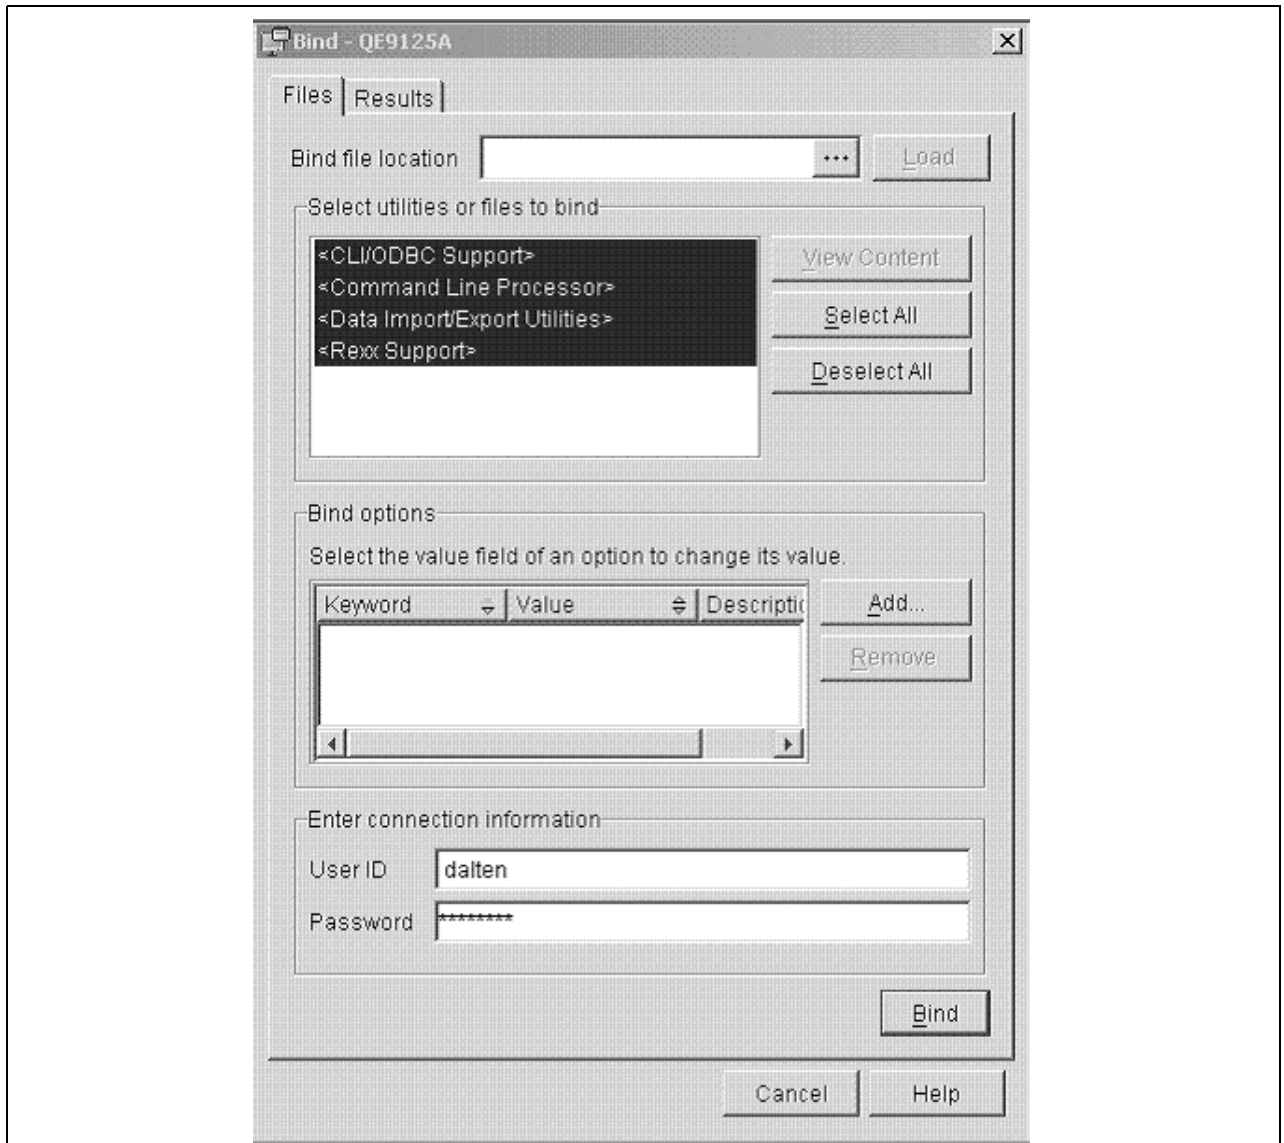 Bind - QE9125A
Files
Results
Bind file location
...
Load
Select utilities or files to bind
<CLI/ODBC Support>
<Command Line Processor>
<Data Import/Export Utilities>
<Rexx Support>
View Content
Select All
Deselect All
Bind options
Select the value field of an option to change its value.
Keyword
Value
Descriptic
Add...
Remove
Enter connection information
User ID
dalten
Password
********
Bind
Cancel
Help